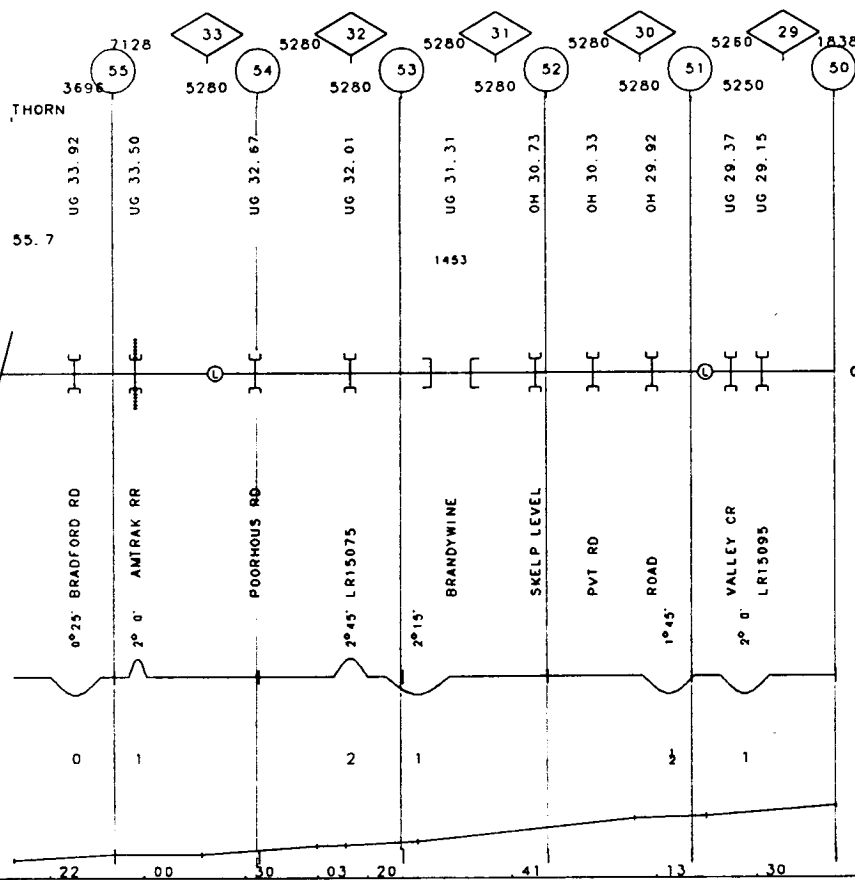 33 32 31 30 29
7128 5280 5280 5280 5260 1838
55 54 53 52 51 50
3696 5280 5280 5280 5280 5250
THORN
UG 33.92
UG 33.50
UG 32.67
UG 32.01
UG 31.31
OH 30.73
OH 30.33
OH 29.92
UG 29.37
UG 29.15
55.7
1453
L L
0°25' BRADFORD RD
2° 0' AMTRAK RR
POORHOUS RD
2°45' LR15075
2°15'
BRANDYWINE
SKELP LEVEL
PVT RD
ROAD
1°45'
2° 0' VALLEY CR
LR15095
0 1 2 1 ½ 1
.22 .00 .30 .03 .20 .41 .13 .30